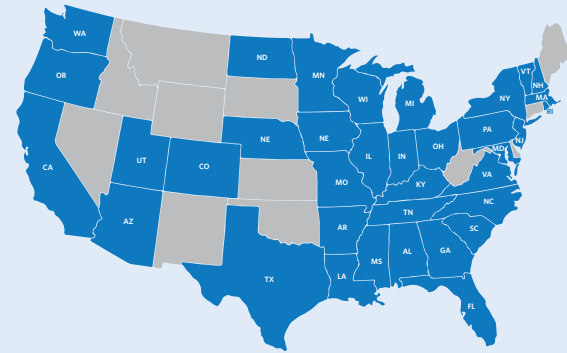 WA
OR
CA
UT
AZ
CO
ND
NE
TX
MN
NE
MO
AR
LA
WI
IL
MS
MI
IN
KY
TN
AL
OH
GA
FL
SC
NC
VA
MD
PA
NJ
NY
VT
NH
MA
RI